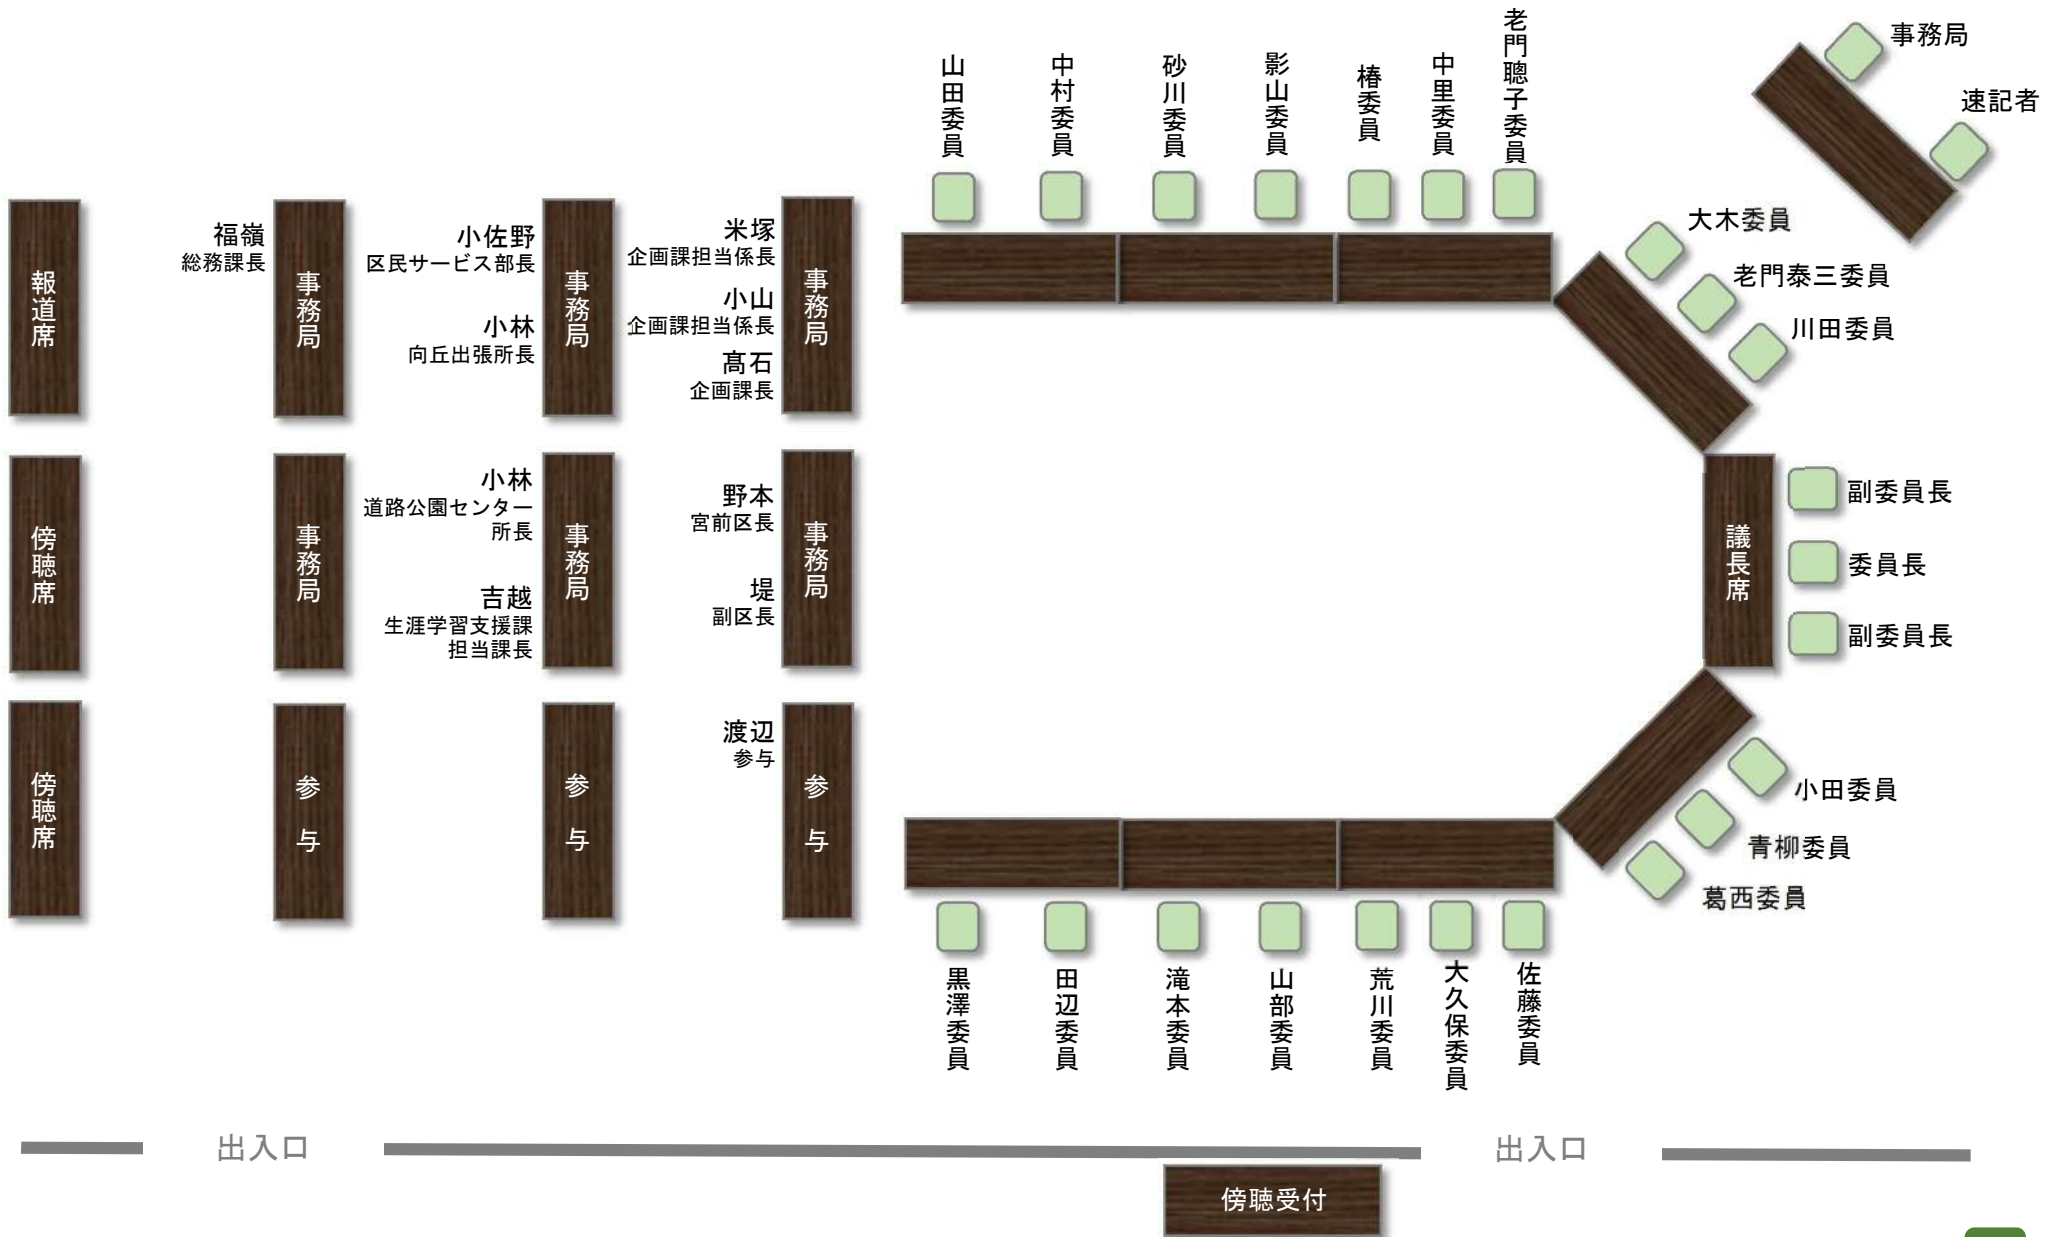 老門聰子委員
中里委員
椿委員
影山委員
砂川委員
中村委員
山田委員
事務局
速記者
大木委員
老門泰三委員
川田委員
報道席
福嶺
総務課長
事務局
小佐野
区民サービス部長
小林
向丘出張所長
事務局
米塚
企画課担当係長
小山
企画課担当係長
髙石
企画課長
事務局
傍聴席
事務局
小林
道路公園センター
所長
吉越
生涯学習支援課
担当課長
事務局
野本
宮前区長
堤
副区長
事務局
議長席
副委員長
委員長
副委員長
傍聴席
参与
参与
渡辺
参与
参与
小田委員
青柳委員
葛西委員
黒澤委員
田辺委員
滝本委員
山部委員
荒川委員
大久保委員
佐藤委員
出入口
出入口
傍聴受付